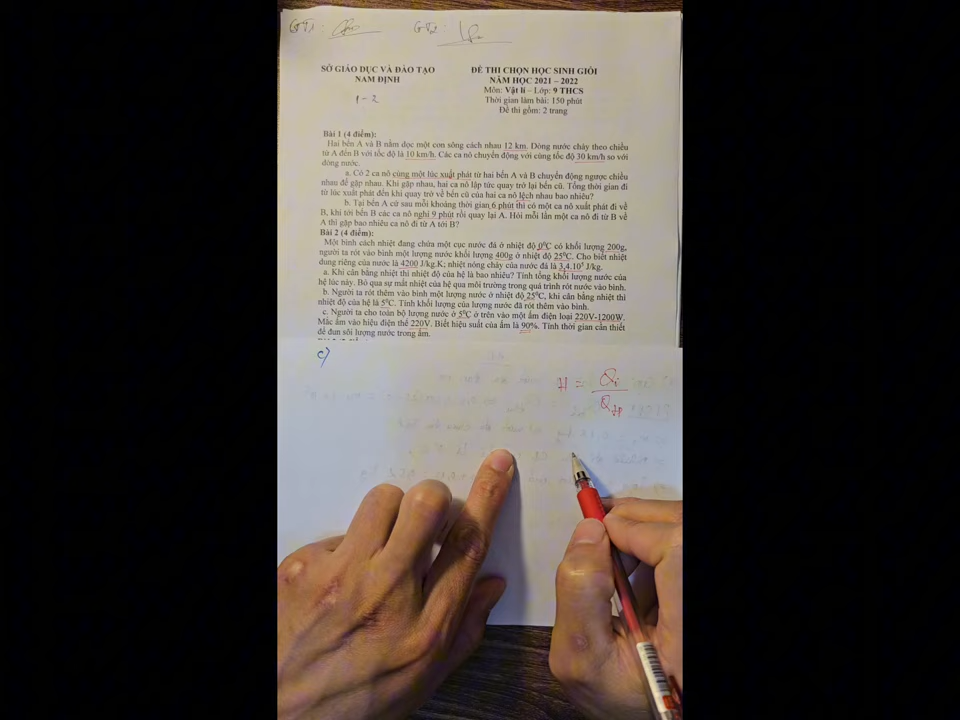 GT1 : GT2 :
SỞ GIÁO DỤC VÀ ĐÀO TẠO
NAM ĐỊNH
1-2
ĐỀ THI CHỌN HỌC SINH GIỎI
NĂM HỌC 2021 – 2022
Môn: Vật lí – Lớp: 9 THCS
Thời gian làm bài: 150 phút
Đề thi gồm: 2 trang
Bài 1 (4 điểm):
Hai bến A và B nằm dọc một con sông cách nhau 12 km. Dòng nước chảy theo chiều
từ A đến B với tốc độ là 10 km/h. Các ca nô chuyển động với cùng tốc độ 30 km/h so với
dòng nước.
a. Có 2 ca nô cùng một lúc xuất phát từ hai bến A và B chuyển động ngược chiều
nhau để gặp nhau. Khi gặp nhau, hai ca nô lập tức quay trở lại bến cũ. Tổng thời gian đi
từ lúc xuất phát đến khi quay trở về bến cũ của hai ca nô lệch nhau bao nhiêu?
b. Tại bến A cứ sau mỗi khoảng thời gian 6 phút thì có một ca nô xuất phát đi về
B, khi tới bến B các ca nô nghỉ 9 phút rồi quay lại A. Hỏi mỗi lần một ca nô đi từ B về
A thì gặp bao nhiêu ca nô đi từ A tới B?
Bài 2 (4 điểm):
Một bình cách nhiệt đang chứa một cục nước đá ở nhiệt độ 0⁰C có khối lượng 200g,
người ta rót vào bình một lượng nước khối lượng 400g ở nhiệt độ 25⁰C. Cho biết nhiệt
dung riêng của nước là 4200 J/kg.K; nhiệt nóng chảy của nước đá là 3,4.10⁵ J/kg.
a. Khi cân bằng nhiệt thì nhiệt độ của hệ là bao nhiêu? Tính tổng khối lượng nước của
hệ lúc này. Bỏ qua sự mất nhiệt của hệ qua môi trường trong quá trình rót nước vào bình.
b. Người ta rót thêm vào bình một lượng nước ở nhiệt độ 25⁰C, khi cân bằng nhiệt thì
nhiệt độ của hệ là 5⁰C. Tính khối lượng của lượng nước đã rót thêm vào bình.
c. Người ta cho toàn bộ lượng nước ở 5⁰C ở trên vào một ấm điện loại 220V-1200W.
Mắc ấm vào hiệu điện thế 220V. Biết hiệu suất của ấm là 90%. Tính thời gian cần thiết
để đun sôi lượng nước trong ấm.
c)
H = Qi / Qtp